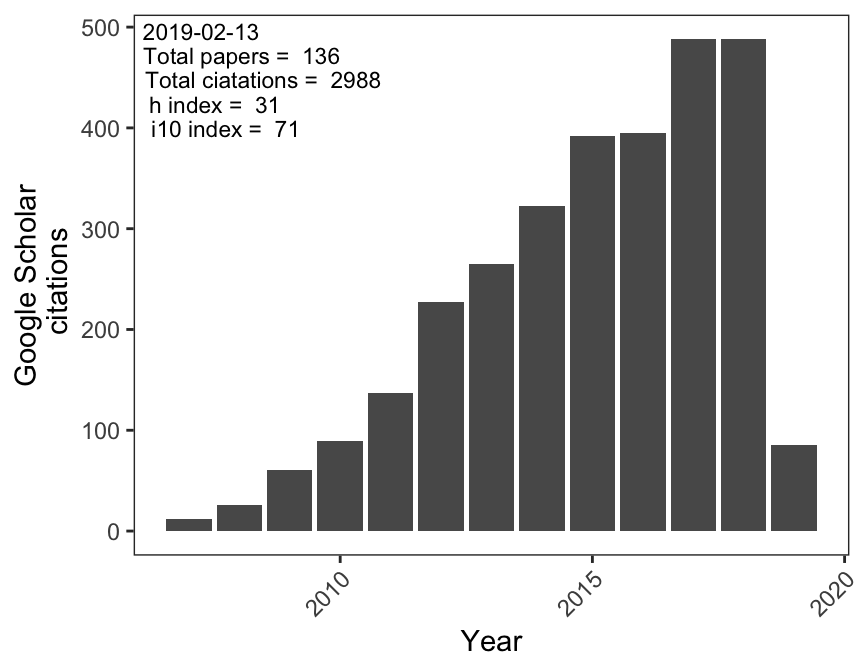 500
400
300
200
100
0
2019-02-13
Total papers =  136
Total ciatations =  2988
h index =  31
i10 index =  71
Google Scholar
citations
2010
2015
2020
Year